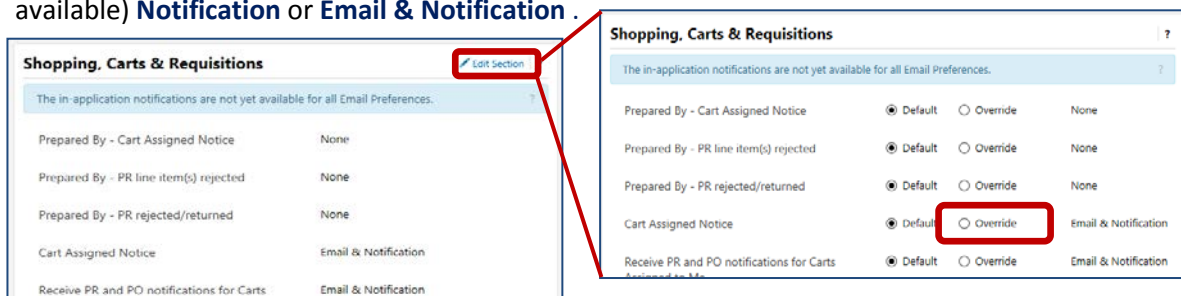 available) Notification or Email & Notification .
Shopping, Carts & Requisitions
Edit Section
The in-application notifications are not yet available for all Email Preferences.
?
Prepared By - Cart Assigned Notice None
Prepared By - PR line item(s) rejected None
Prepared By - PR rejected/returned None
Cart Assigned Notice Email & Notification
Receive PR and PO notifications for Carts Email & Notification
Shopping, Carts & Requisitions
?
The in-application notifications are not yet available for all Email Preferences.
?
Prepared By - Cart Assigned Notice Default Override None
Prepared By - PR line item(s) rejected Default Override None
Prepared By - PR rejected/returned Default Override None
Cart Assigned Notice Default Override Email & Notification
Receive PR and PO notifications for Carts Default Override Email & Notification
Assigned to Me